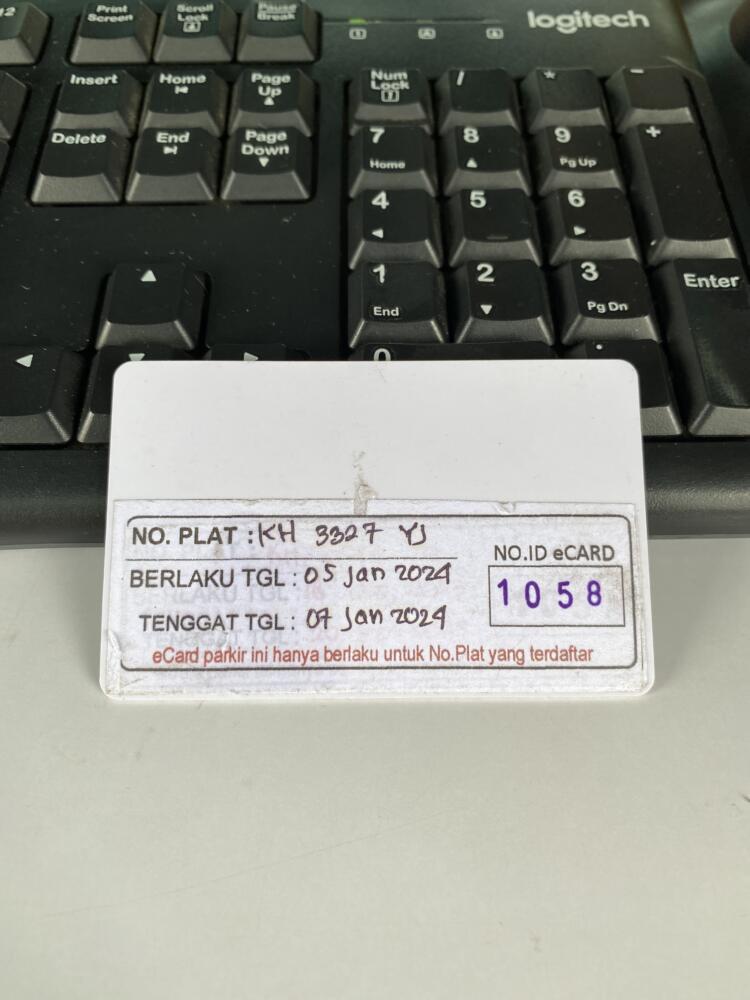 12 Print Screen Scroll Lock Pause Break
logitech
Insert Home Page Up Num Lock / * -
Delete End Page Down 7 Home 8 9 Pg Up +
4 5 6
1 End 2 3 Pg Dn Enter
0 .
NO. PLAT : KH 3327 YJ
BERLAKU TGL : 05 Jan 2024
TENGGAT TGL : 07 Jan 2024
NO.ID eCARD
1058
eCard parkir ini hanya berlaku untuk No.Plat yang terdaftar